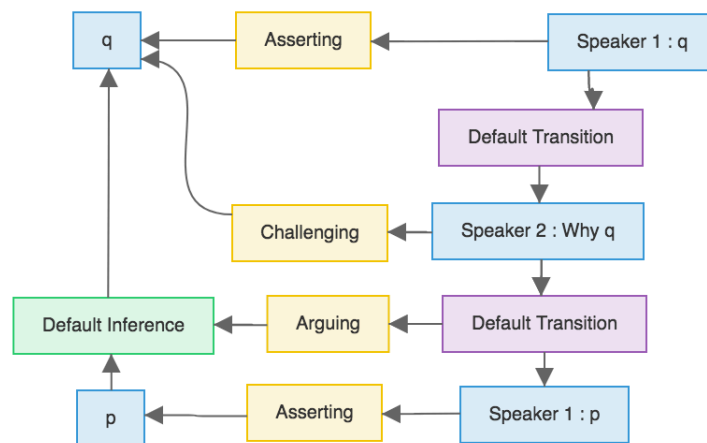 q
Asserting
Speaker 1 : q
Default Transition
Challenging
Speaker 2 : Why q
Default Inference
Arguing
Default Transition
p
Asserting
Speaker 1 : p